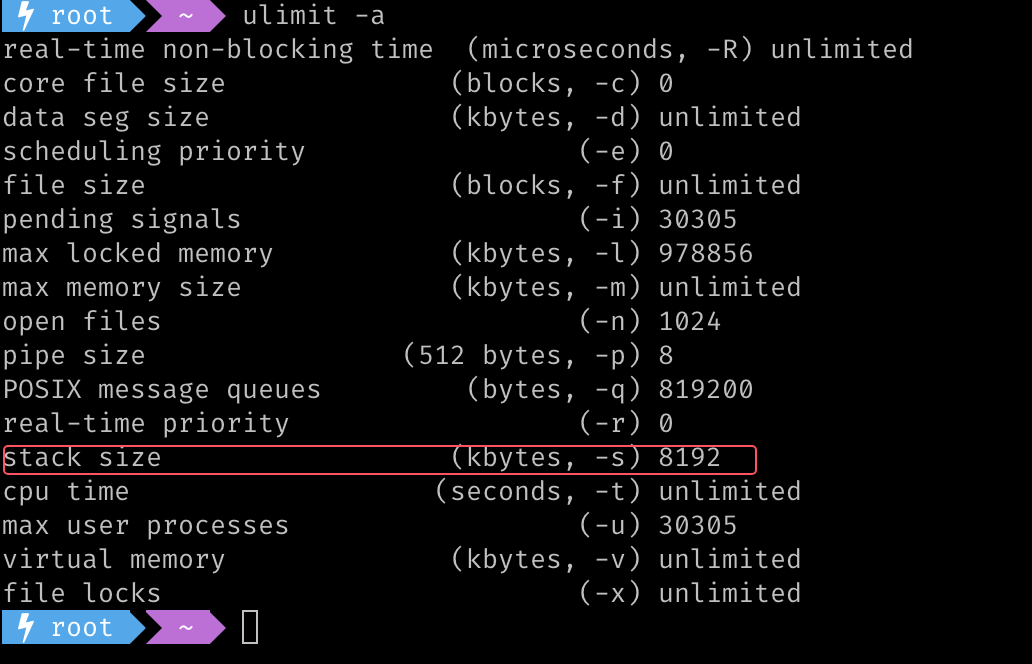 root ~ ulimit -a
real-time non-blocking time (microseconds, -R) unlimited
core file size (blocks, -c) 0
data seg size (kbytes, -d) unlimited
scheduling priority (-e) 0
file size (blocks, -f) unlimited
pending signals (-i) 30305
max locked memory (kbytes, -l) 978856
max memory size (kbytes, -m) unlimited
open files (-n) 1024
pipe size (512 bytes, -p) 8
POSIX message queues (bytes, -q) 819200
real-time priority (-r) 0
stack size (kbytes, -s) 8192
cpu time (seconds, -t) unlimited
max user processes (-u) 30305
virtual memory (kbytes, -v) unlimited
file locks (-x) unlimited
root ~